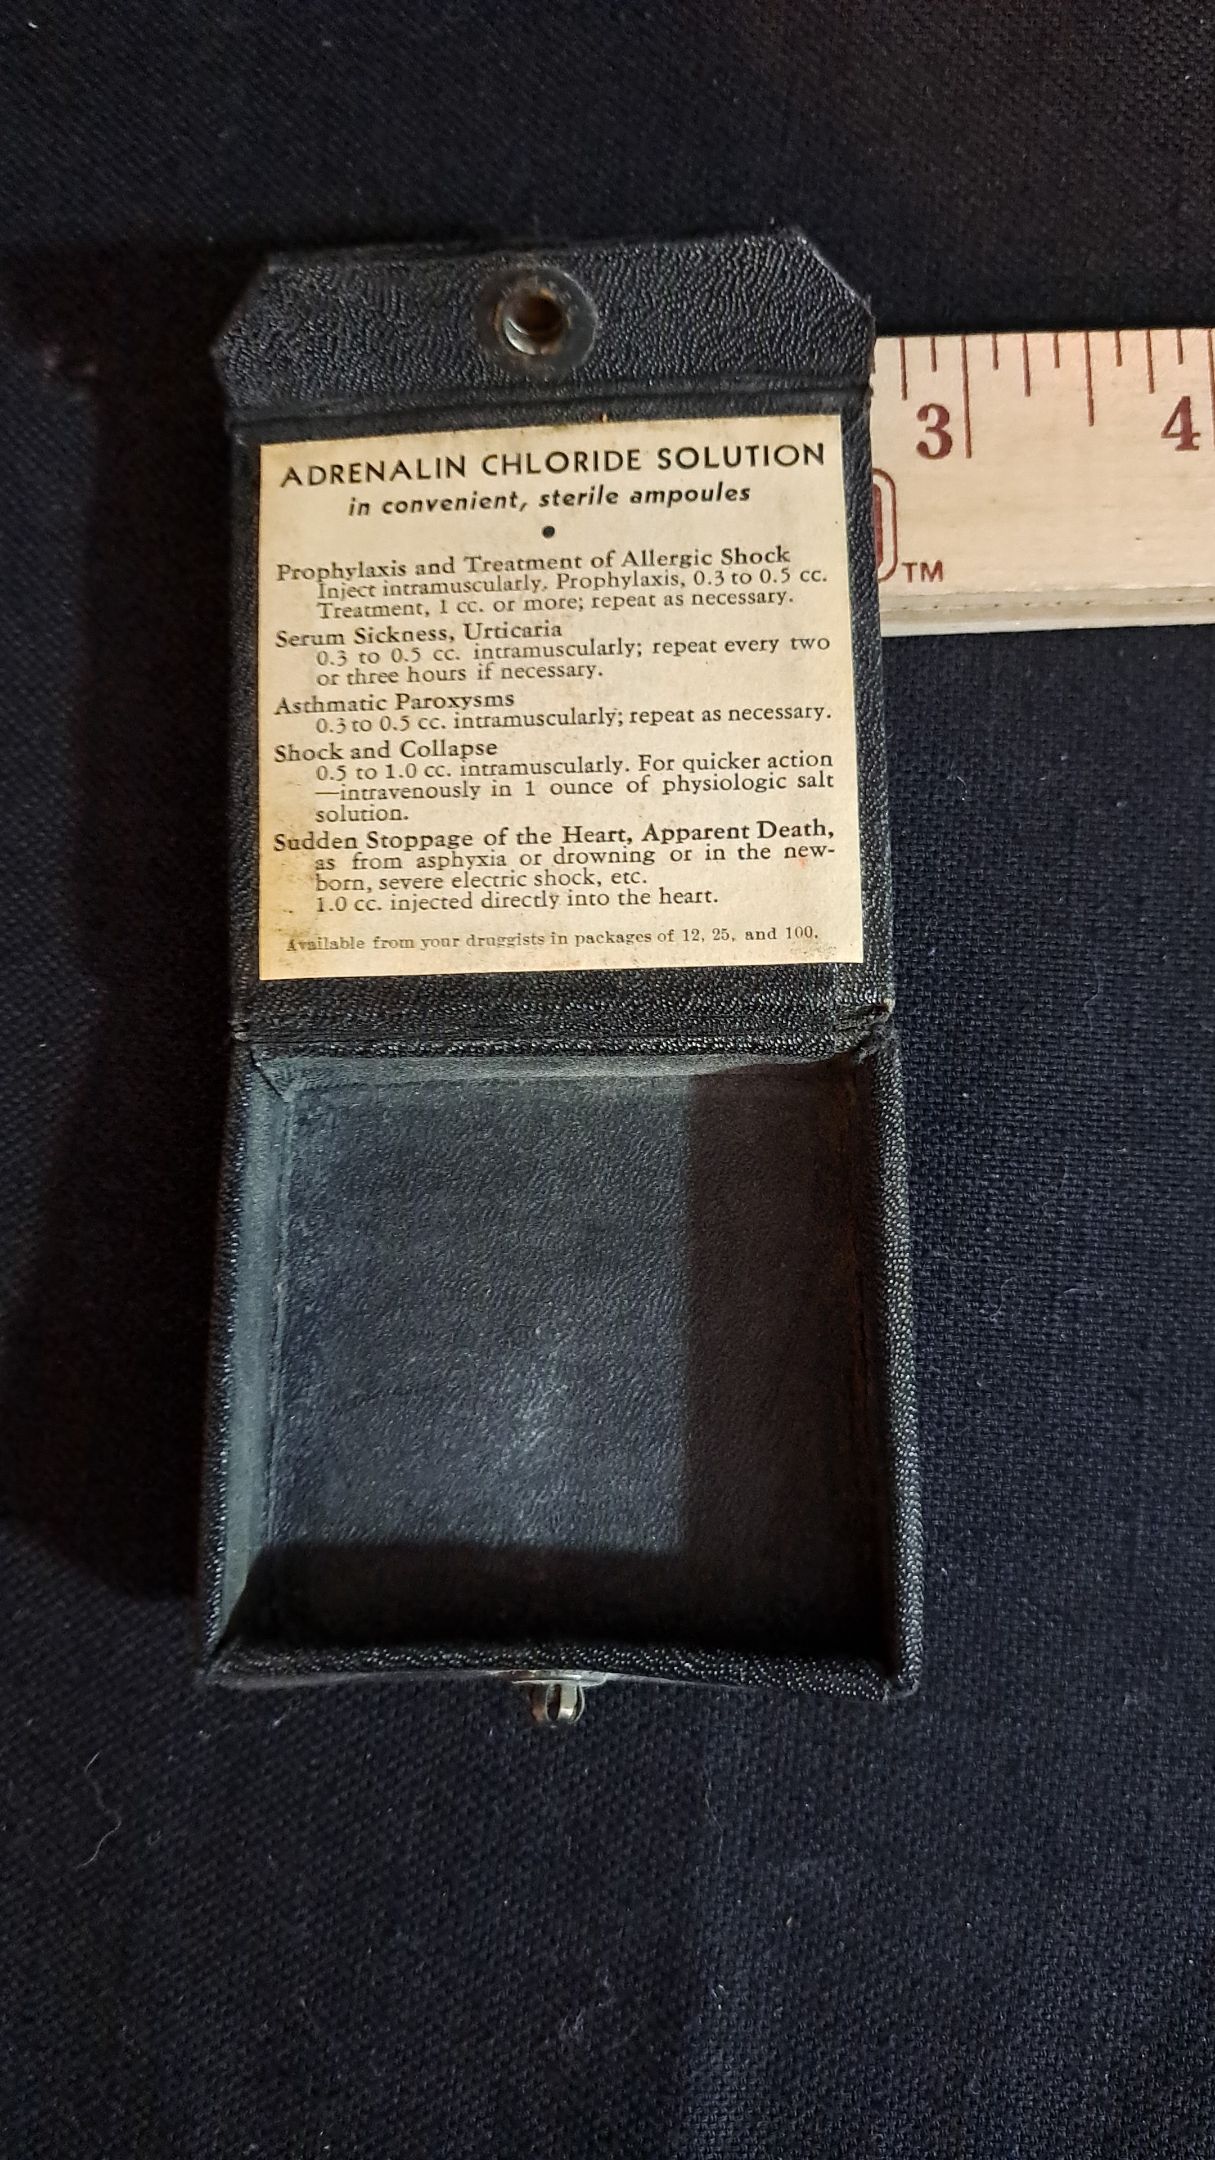 ADRENALIN CHLORIDE SOLUTION
in convenient, sterile ampoules
•
Prophylaxis and Treatment of Allergic Shock
Inject intramuscularly. Prophylaxis, 0.3 to 0.5 cc.
Treatment, 1 cc. or more; repeat as necessary.
Serum Sickness, Urticaria
0.3 to 0.5 cc. intramuscularly; repeat every two
or three hours if necessary.
Asthmatic Paroxysms
0.3 to 0.5 cc. intramuscularly; repeat as necessary.
Shock and Collapse
0.5 to 1.0 cc. intramuscularly. For quicker action
—intravenously in 1 ounce of physiologic salt
solution.
Sudden Stoppage of the Heart, Apparent Death,
as from asphyxia or drowning or in the new-
born, severe electric shock, etc.
1.0 cc. injected directly into the heart.
Available from your druggists in packages of 12, 25, and 100.
3 4
TM